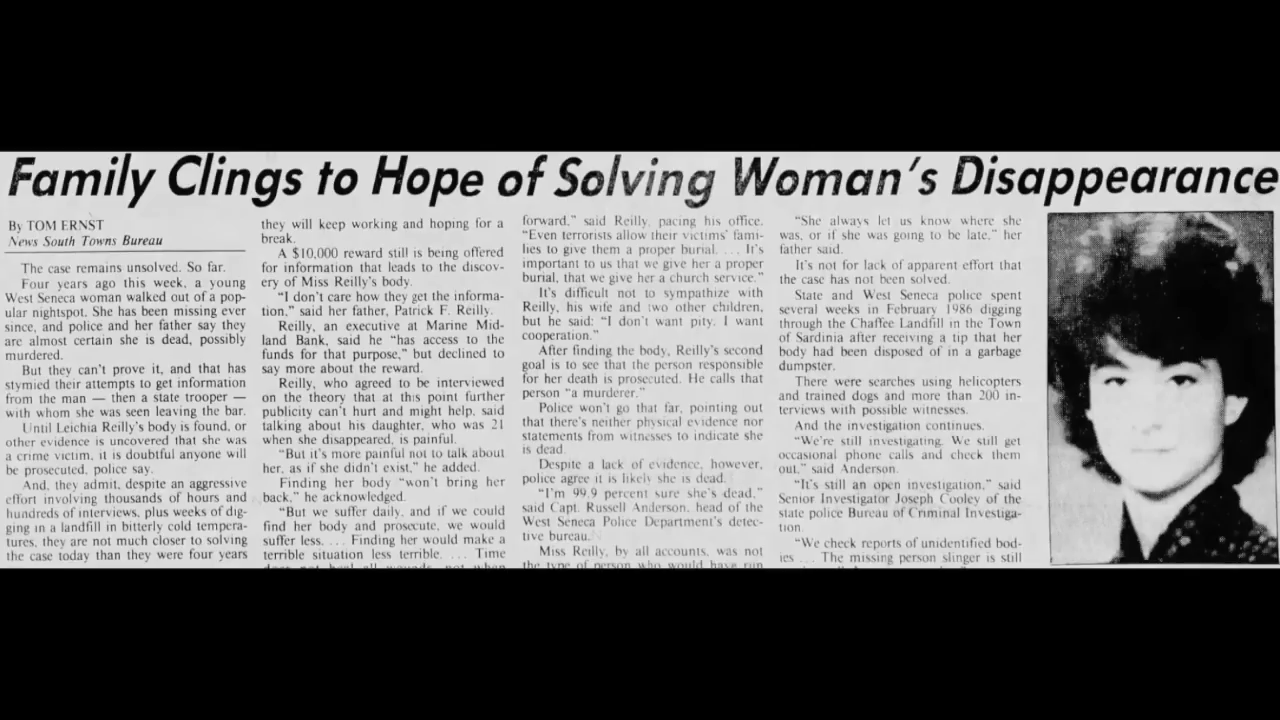 Family Clings to Hope of Solving Woman's Disappearance
By TOM ERNST
News South Towns Bureau
The case remains unsolved. So far.
Four years ago this week, a young
West Seneca woman walked out of a pop-
ular nightspot. She has been missing ever
since, and police and her father say they
are almost certain she is dead, possibly
murdered.
But they can't prove it, and that has
stymied their attempts to get information
from the man — then a state trooper —
with whom she was seen leaving the bar.
Until Leichia Reilly's body is found, or
other evidence is uncovered that she was
a crime victim, it is doubtful anyone will
be prosecuted, police say.
And, they admit, despite an aggressive
effort involving thousands of hours and
hundreds of interviews, plus weeks of dig-
ging in a landfill in bitterly cold tempera-
tures, they are not much closer to solving
the case today than they were four years
they will keep working and hoping for a
break.
A $10,000 reward still is being offered
for information that leads to the discov-
ery of Miss Reilly's body.
"I don't care how they get the informa-
tion," said her father, Patrick F. Reilly.
Reilly, an executive at Marine Mid-
land Bank, said he "has access to the
funds for that purpose," but declined to
say more about the reward.
Reilly, who agreed to be interviewed
on the theory that at this point further
publicity can't hurt and might help, said
talking about his daughter, who was 21
when she disappeared, is painful.
"But it's more painful not to talk about
her, as if she didn't exist," he added.
Finding her body "won't bring her
back," he acknowledged.
"But we suffer daily, and if we could
find her body and prosecute, we would
suffer less. . . . Finding her would make a
terrible situation less terrible. . . . Time
does not heal all wounds, not when
forward," said Reilly, pacing his office.
"Even terrorists allow their victims' fami-
lies to give them a proper burial. . . . It's
important to us that we give her a proper
burial, that we give her a church service."
It's difficult not to sympathize with
Reilly, his wife and two other children,
but he said: "I don't want pity. I want
cooperation."
After finding the body, Reilly's second
goal is to see that the person responsible
for her death is prosecuted. He calls that
person "a murderer."
Police won't go that far, pointing out
that there's neither physical evidence nor
statements from witnesses to indicate she
is dead.
Despite a lack of evidence, however,
police agree it is likely she is dead.
"I'm 99.9 percent sure she's dead,"
said Capt. Russell Anderson, head of the
West Seneca Police Department's detec-
tive bureau.
Miss Reilly, by all accounts, was not
the type of person who would have run
"She always let us know where she
was, or if she was going to be late," her
father said.
It's not for lack of apparent effort that
the case has not been solved.
State and West Seneca police spent
several weeks in February 1986 digging
through the Chaffee Landfill in the Town
of Sardinia after receiving a tip that her
body had been disposed of in a garbage
dumpster.
There were searches using helicopters
and trained dogs and more than 200 in-
terviews with possible witnesses.
And the investigation continues.
"We're still investigating. We still get
occasional phone calls and check them
out," said Anderson.
"It's still an open investigation," said
Senior Investigator Joseph Cooley of the
state police Bureau of Criminal Investiga-
tion.
"We check reports of unidentified bod-
ies . . . The missing person slinger is still